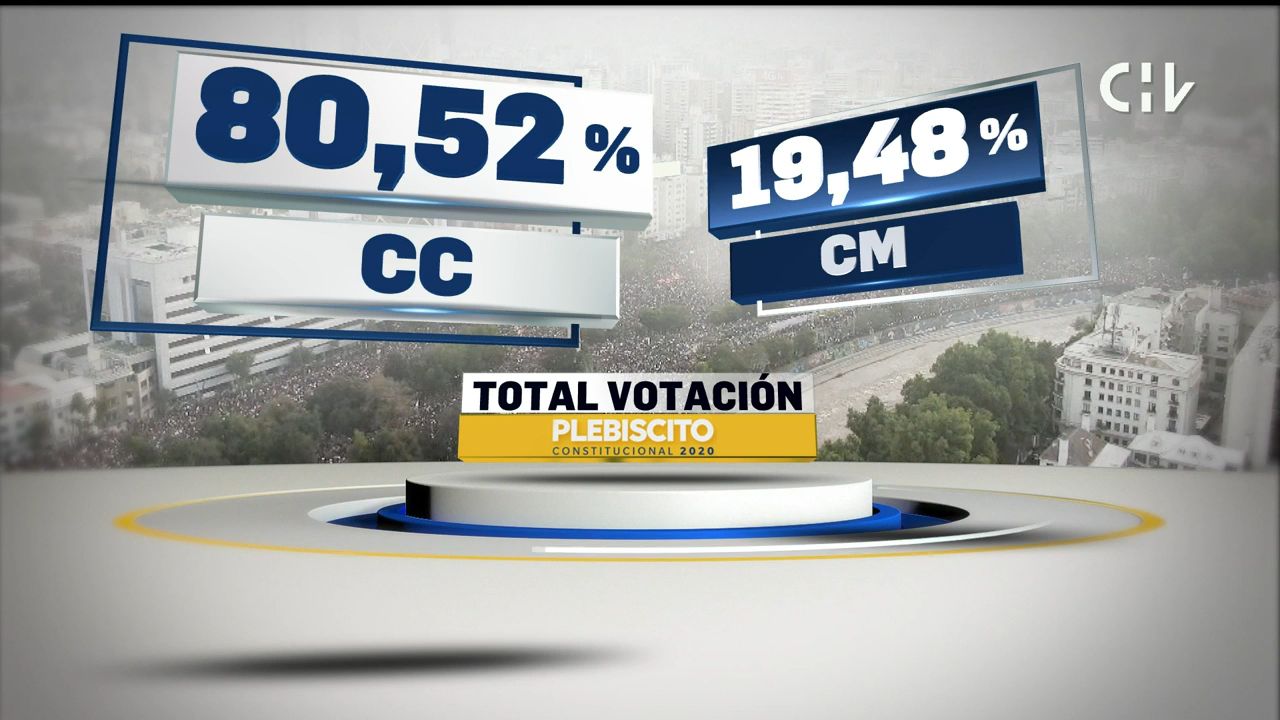 80,52 %
CC
19,48 %
CM
CHV
TOTAL VOTACIÓN
PLEBISCITO
CONSTITUCIONAL 2020